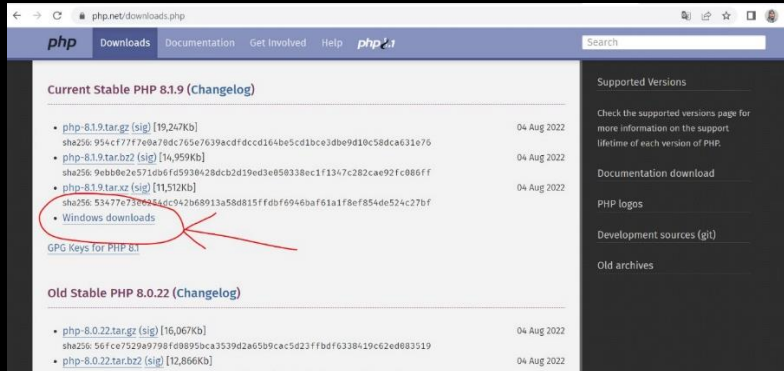 php.net/downloads.php
php Downloads Documentation Get Involved Help php8.1 Search
Current Stable PHP 8.1.9 (Changelog)
php-8.1.9.tar.gz (sig) [19,247Kb] 04 Aug 2022
sha256: 954cf77f7e0a70dc765e7639acdfdccd164be5cd1bce3dbe9d10c58dca631e76
php-8.1.9.tar.bz2 (sig) [14,959Kb] 04 Aug 2022
sha256: 9ebb0e2e571db6fd5930428dcb2d19ed3e050338ec1f1347c282cae92fc086ff
php-8.1.9.tar.xz (sig) [11,512Kb] 04 Aug 2022
sha256: 53477e73e6254dc942b68913a58d815ffdbf6946baf61a1f8ef854de524c27bf
Windows downloads
GPG Keys for PHP 8.1
Old Stable PHP 8.0.22 (Changelog)
php-8.0.22.tar.gz (sig) [16,067Kb] 04 Aug 2022
sha256: 56fce7529a9798fd0895bca3539d2a65b9cac5d23ffbdf6338419c62ed083519
php-8.0.22.tar.bz2 (sig) [12,866Kb] 04 Aug 2022
Supported Versions
Check the supported versions page for
more information on the support
lifetime of each version of PHP.
Documentation download
PHP logos
Development sources (git)
Old archives